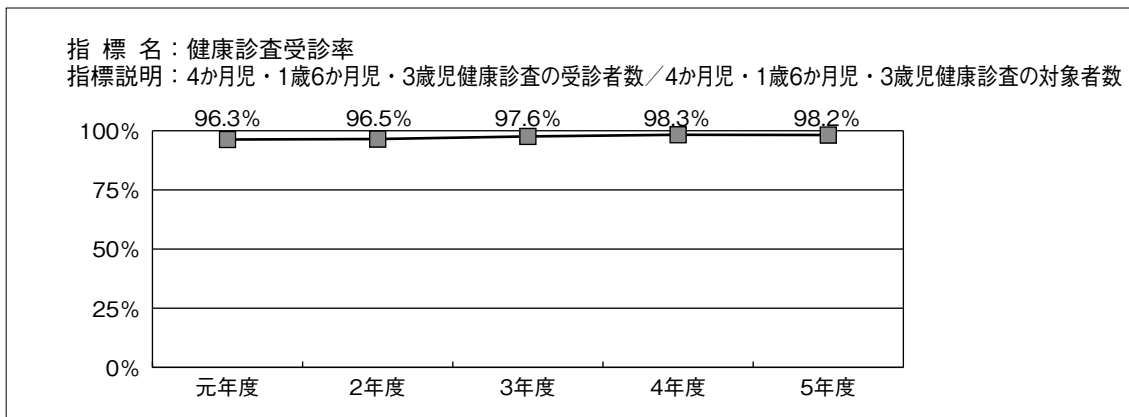 指 標 名：健康診査受診率
指標説明：4か月児・1歳6か月児・3歳児健康診査の受診者数／4か月児・1歳6か月児・3歳児健康診査の対象者数
96.3% 96.5% 97.6% 98.3% 98.2%
100%
75%
50%
25%
0%
元年度 2年度 3年度 4年度 5年度